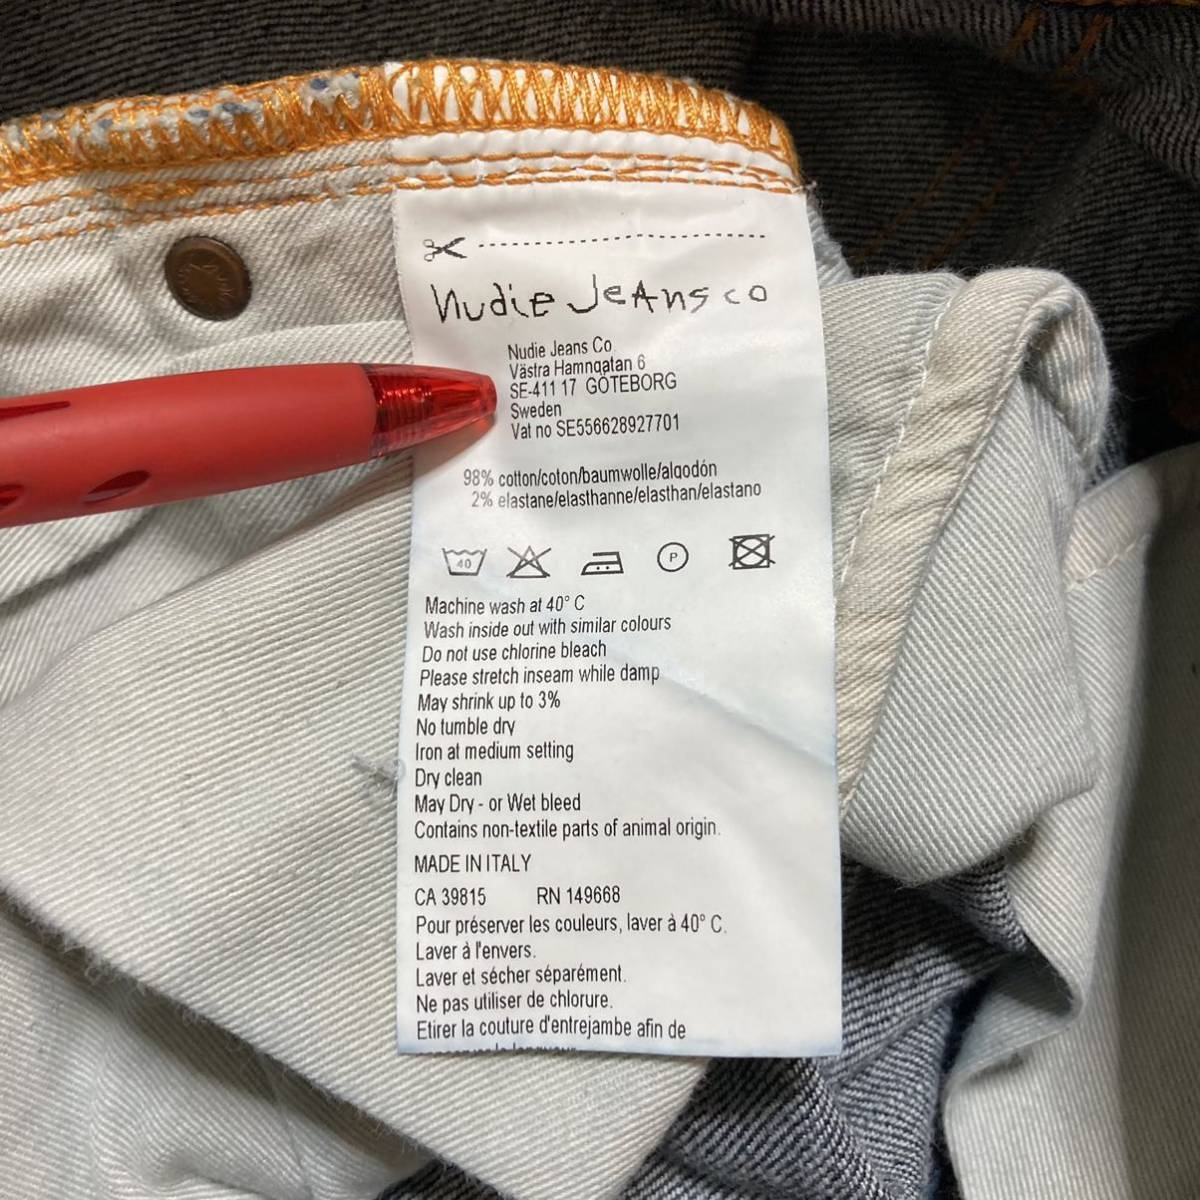 Nudie Jeans co
Nudie Jeans Co
Västra Hamngatan 6
SE-411 17 GÖTEBORG
Sweden
Vat no SE556628927701
98% cotton/coton/baumwolle/algodón
2% elastane/elasthanne/elasthan/elastano
40
P
Machine wash at 40° C
Wash inside out with similar colours
Do not use chlorine bleach
Please stretch inseam while damp
May shrink up to 3%
No tumble dry
Iron at medium setting
Dry clean
May Dry - or Wet bleed
Contains non-textile parts of animal origin.
MADE IN ITALY
CA 39815 RN 149668
Pour préserver les couleurs, laver à 40° C.
Laver à l'envers.
Laver et sécher séparément.
Ne pas utiliser de chlorure.
Etirer la couture d'entrejambe afin de